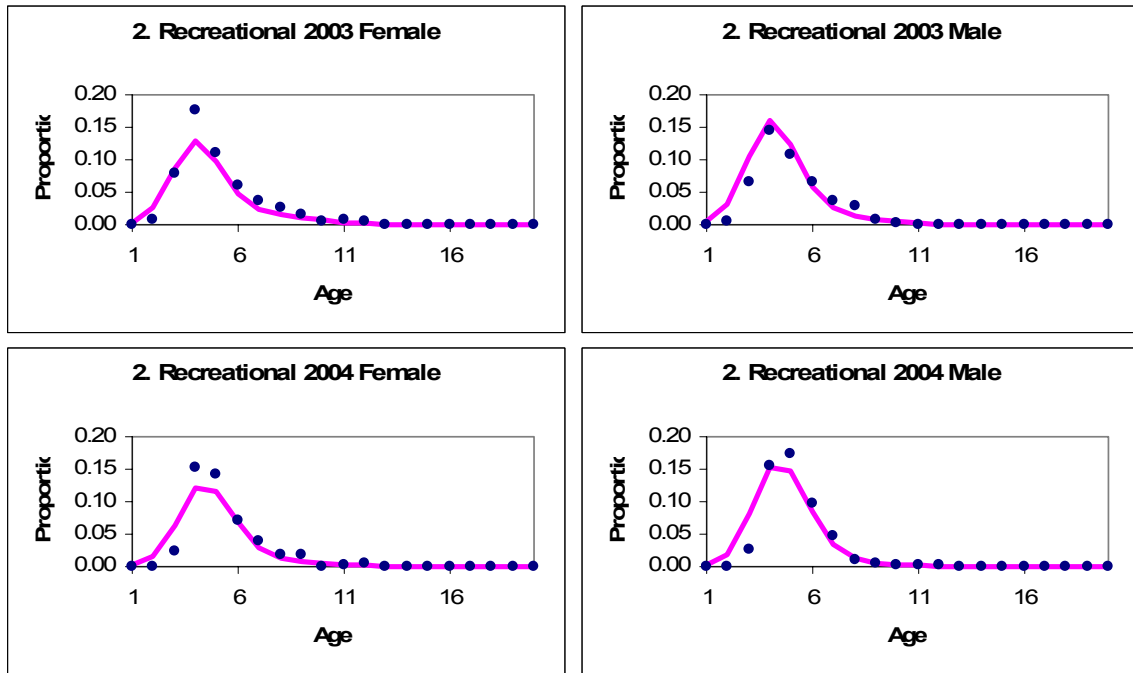 2. Recreational 2003 Female
Proportic
0.20
0.15
0.10
0.05
0.00
1 6 11 16
Age
2. Recreational 2003 Male
Proportic
0.20
0.15
0.10
0.05
0.00
1 6 11 16
Age
2. Recreational 2004 Female
Proportic
0.20
0.15
0.10
0.05
0.00
1 6 11 16
Age
2. Recreational 2004 Male
Proportic
0.20
0.15
0.10
0.05
0.00
1 6 11 16
Age